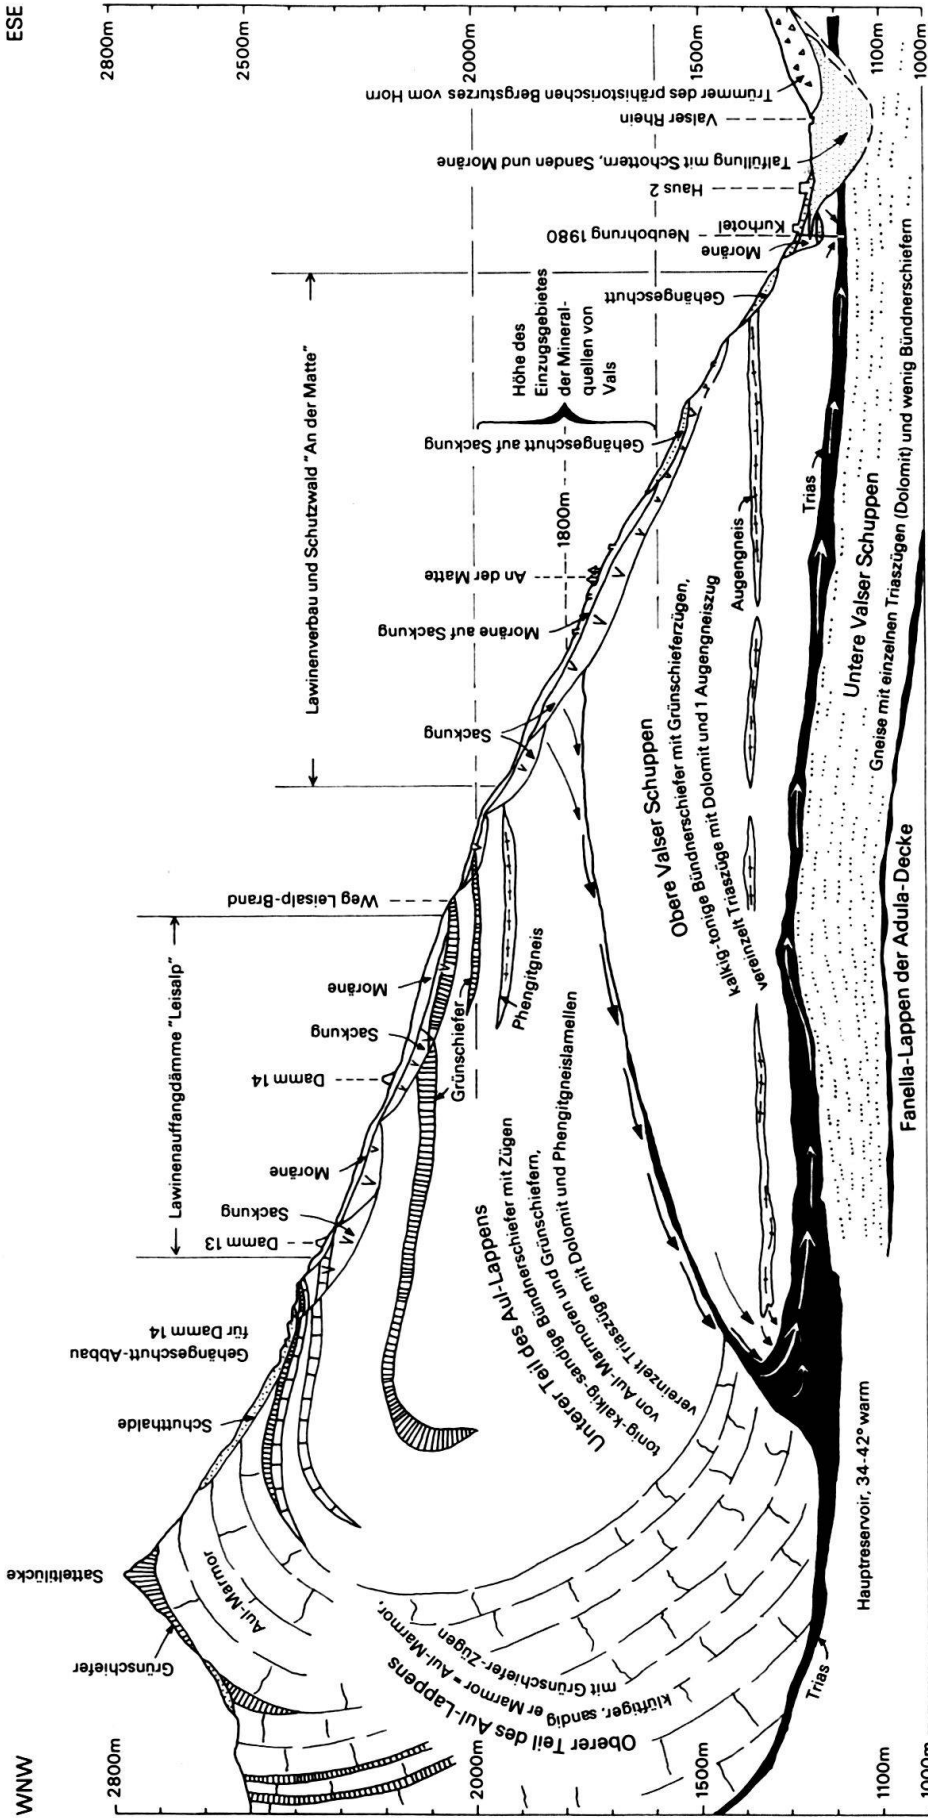 WNW
ESE
2800m
2000m
1500m
1100m
1000m
2800m
2000m
1500m
1100m
1000m
Grünschiefer
Satteltilücke
Schutthalde
Gehängeschutt-Abbau
für Damm 14
Damm 13
Sackung
Moräne
Damm 14
Sackung
Moräne
Weg Leisalp-Brand
Sackung
Moräne auf Sackung
An der Matte
Gehängeschutt auf Sackung
Gehängeschutt
Moräne
Neubohrung 1980
Kurhotel
Haus 2
Talfüllung mit Schottern, Sanden und Moräne
Valser Rhein
Trümmer des prähistorischen Bergsturzes vom Horn
Lawinenauffangdämme "Leisalp"
Lawinenverbau und Schutzwald "An der Matte"
Höhe des
Einzugsgebietes
der Mineral-
quellen von
Vals
1800m
Aul-Marmor
Grünschiefer
Phengitgneis
Oberer Teil des Aul-Lappens
klüftiger, sandiger Marmor = Aul-Marmor,
mit Grünschiefer-Zügen
Unterer Teil des Aul-Lappens
tonig-kalkig-sandige Bündnerschiefer mit Zügen
von Aul-Marmoren und Grünschiefern,
vereinzelt Triaszüge mit Dolomit und Phengitgneislamellen
Obere Valser Schuppen
kalkig-tonige Bündnerschiefer mit Grünschieferzügen,
vereinzelt Triaszüge mit Dolomit und 1 Augengneiszug
Augengneis
Trias
Trias
Hauptreservoir, 34-42° warm
Untere Valser Schuppen
Gneise mit einzelnen Triaszügen (Dolomit) und wenig Bündnerschiefern
Fanella-Lappen der Adula-Decke